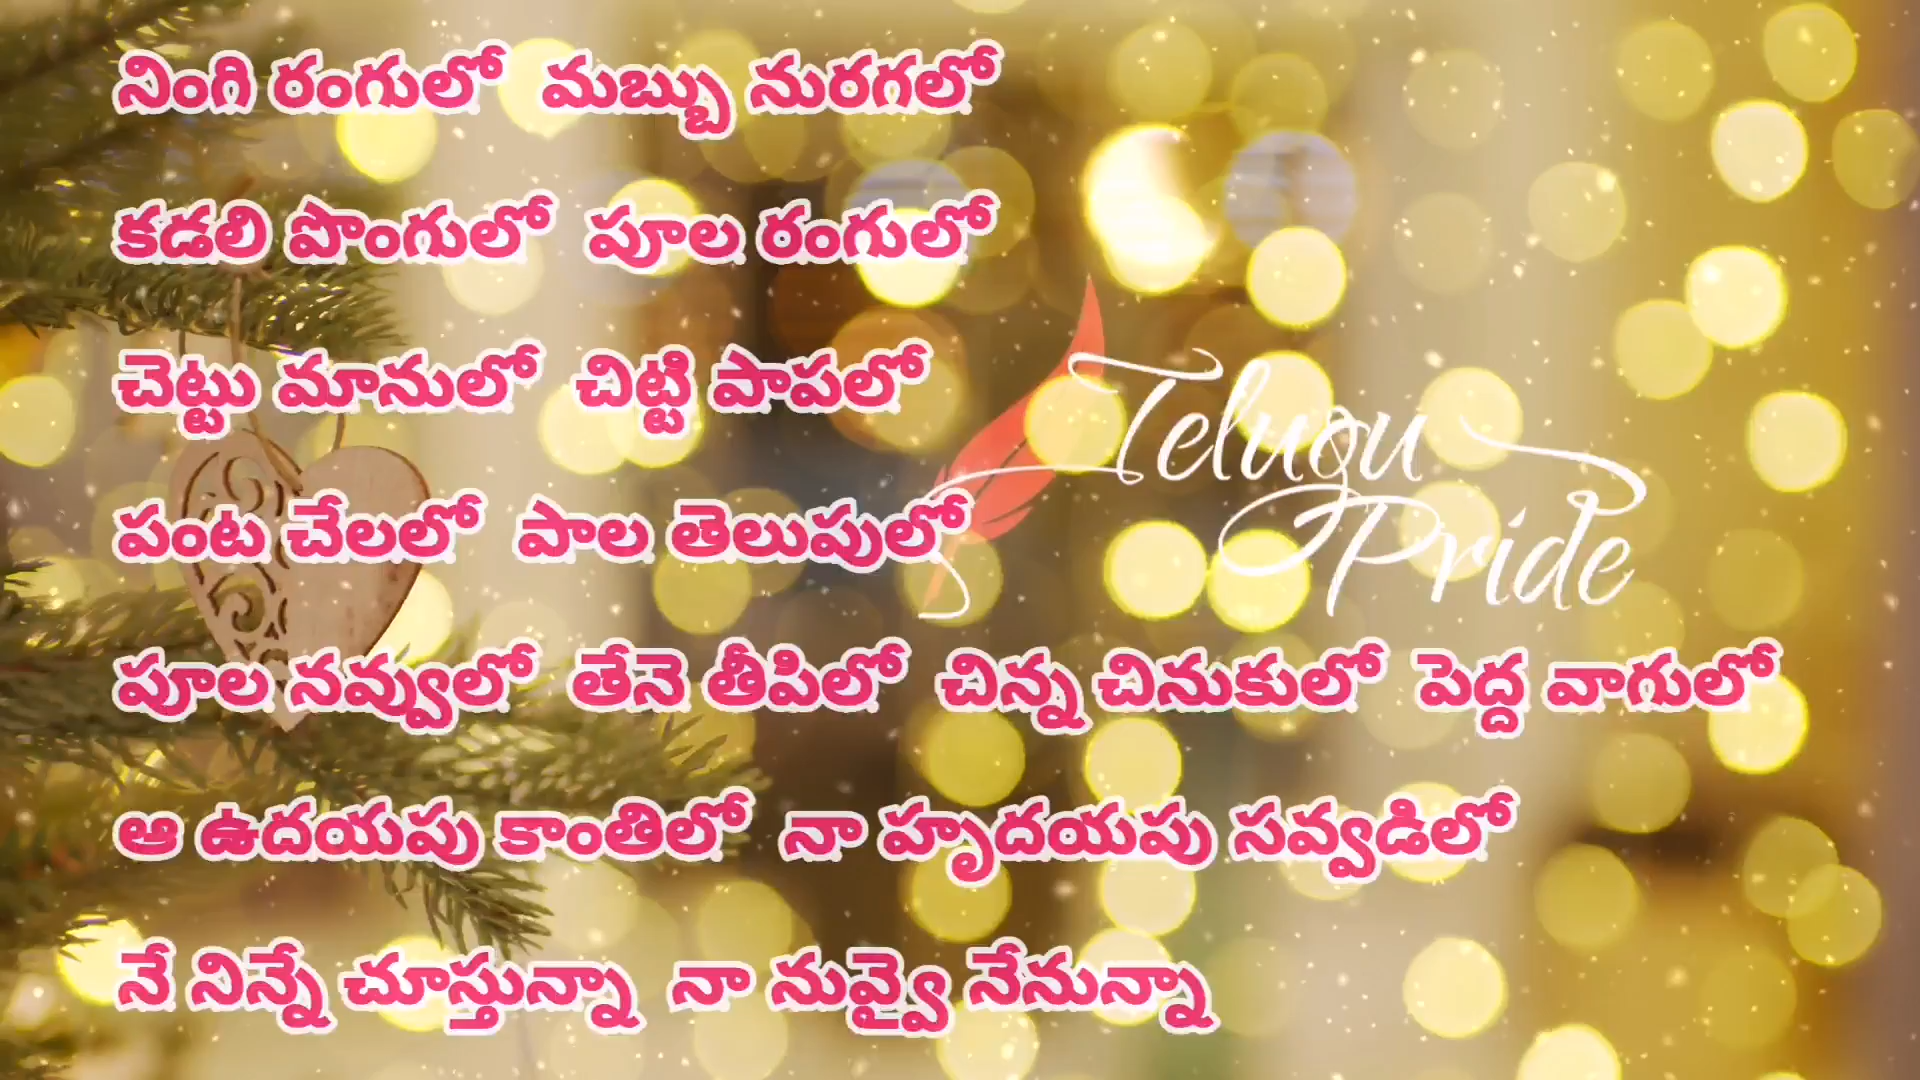 నింగి రంగులో మబ్బు నురగలో
కడలి పొంగులో పూల రంగులో
చెట్టు మానులో చిట్టి పాపలో
Telugu
పంట చేలలో పాల తెలుపులో
Pride
పూల నవ్వులో తేనె తీపిలో చిన్న చినుకులో పెద్ద వాగులో
ఆ ఉదయపు కాంతిలో నా హృదయపు సవ్వడిలో
నే నిన్నే చూస్తున్నా నా నువ్వై నేనున్నా